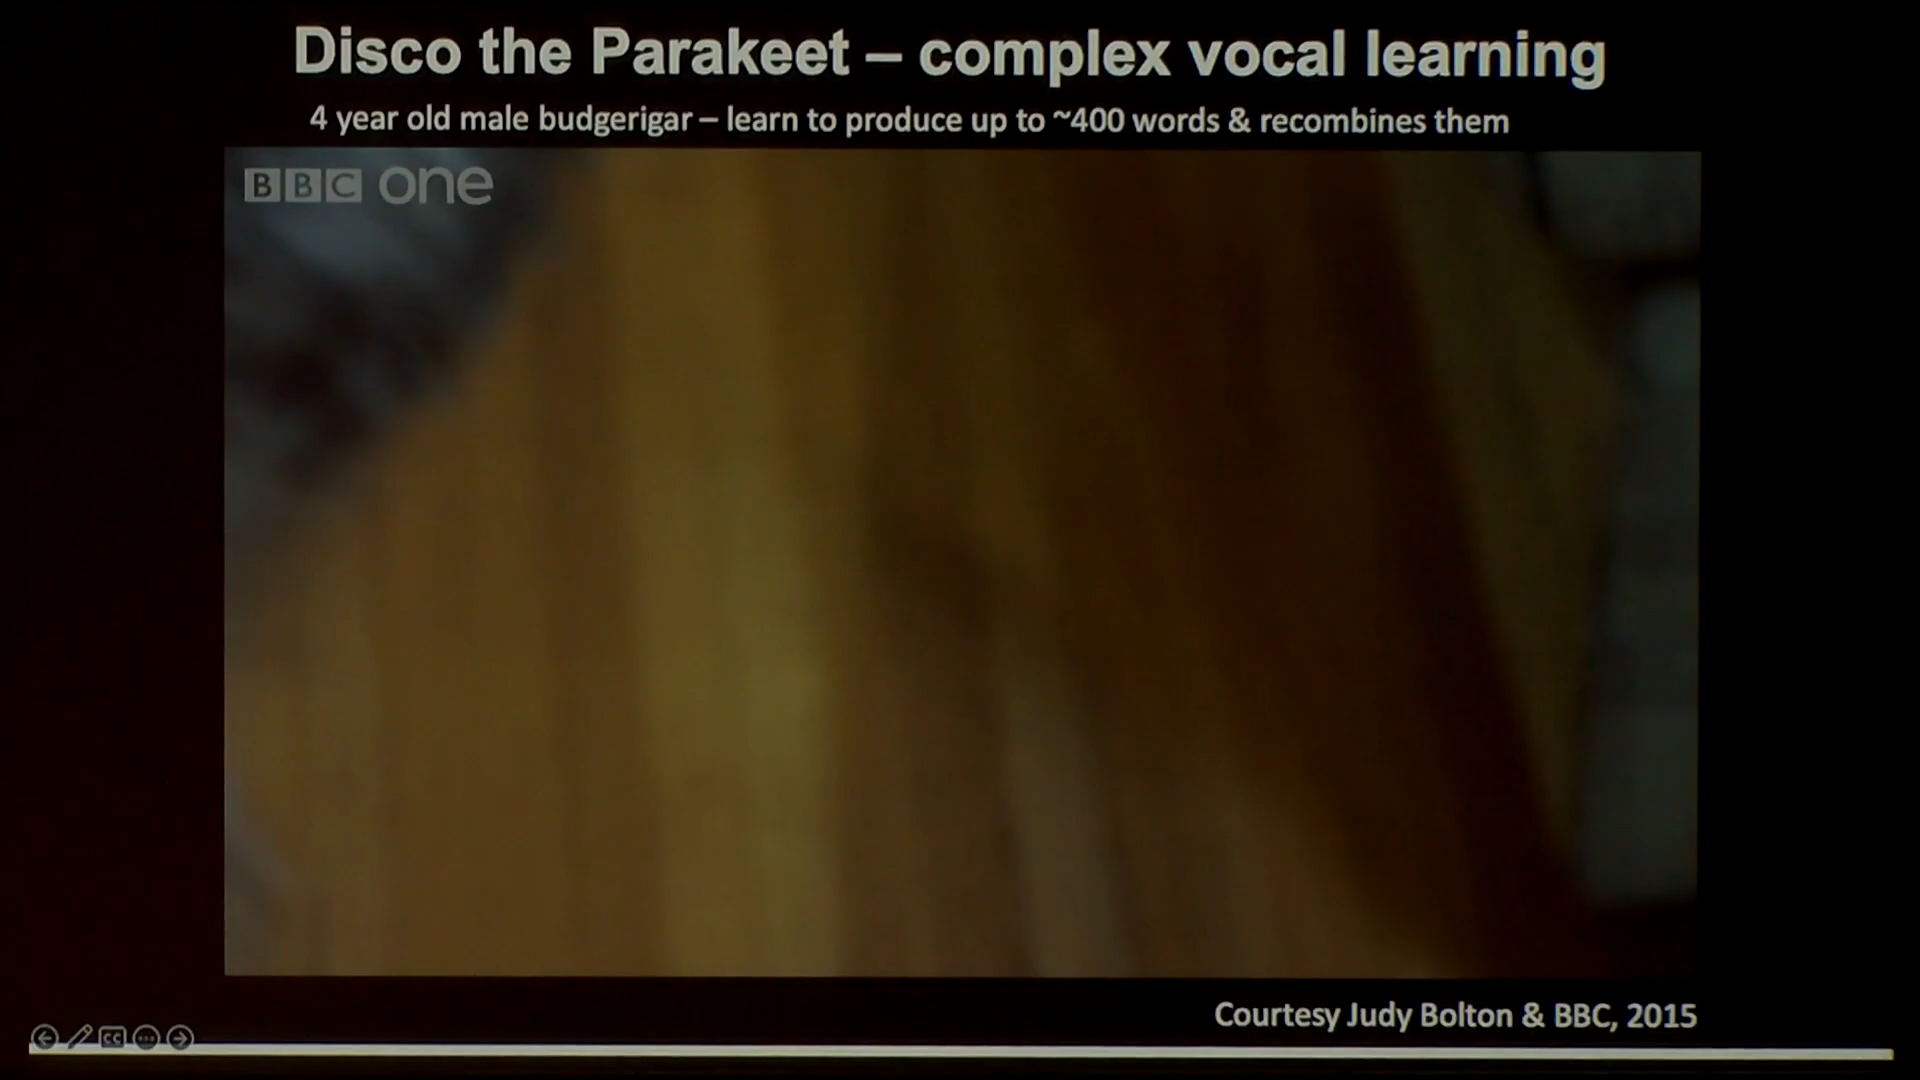 Disco the Parakeet – complex vocal learning
4 year old male budgerigar – learn to produce up to ~400 words & recombines them
BBC one
Courtesy Judy Bolton & BBC, 2015
CC